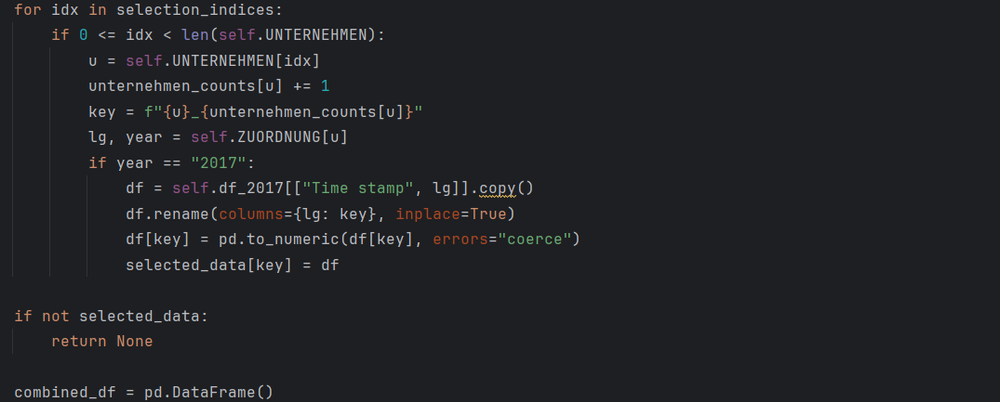 for idx in selection_indices:
    if 0 <= idx < len(self.UNTERNEHMEN):
        u = self.UNTERNEHMEN[idx]
        unternehmen_counts[u] += 1
        key = f"{u}_{unternehmen_counts[u]}"
        lg, year = self.ZUORDNUNG[u]
        if year == "2017":
            df = self.df_2017[["Time stamp", lg]].copy()
            df.rename(columns={lg: key}, inplace=True)
            df[key] = pd.to_numeric(df[key], errors="coerce")
            selected_data[key] = df

if not selected_data:
    return None

combined_df = pd.DataFrame()